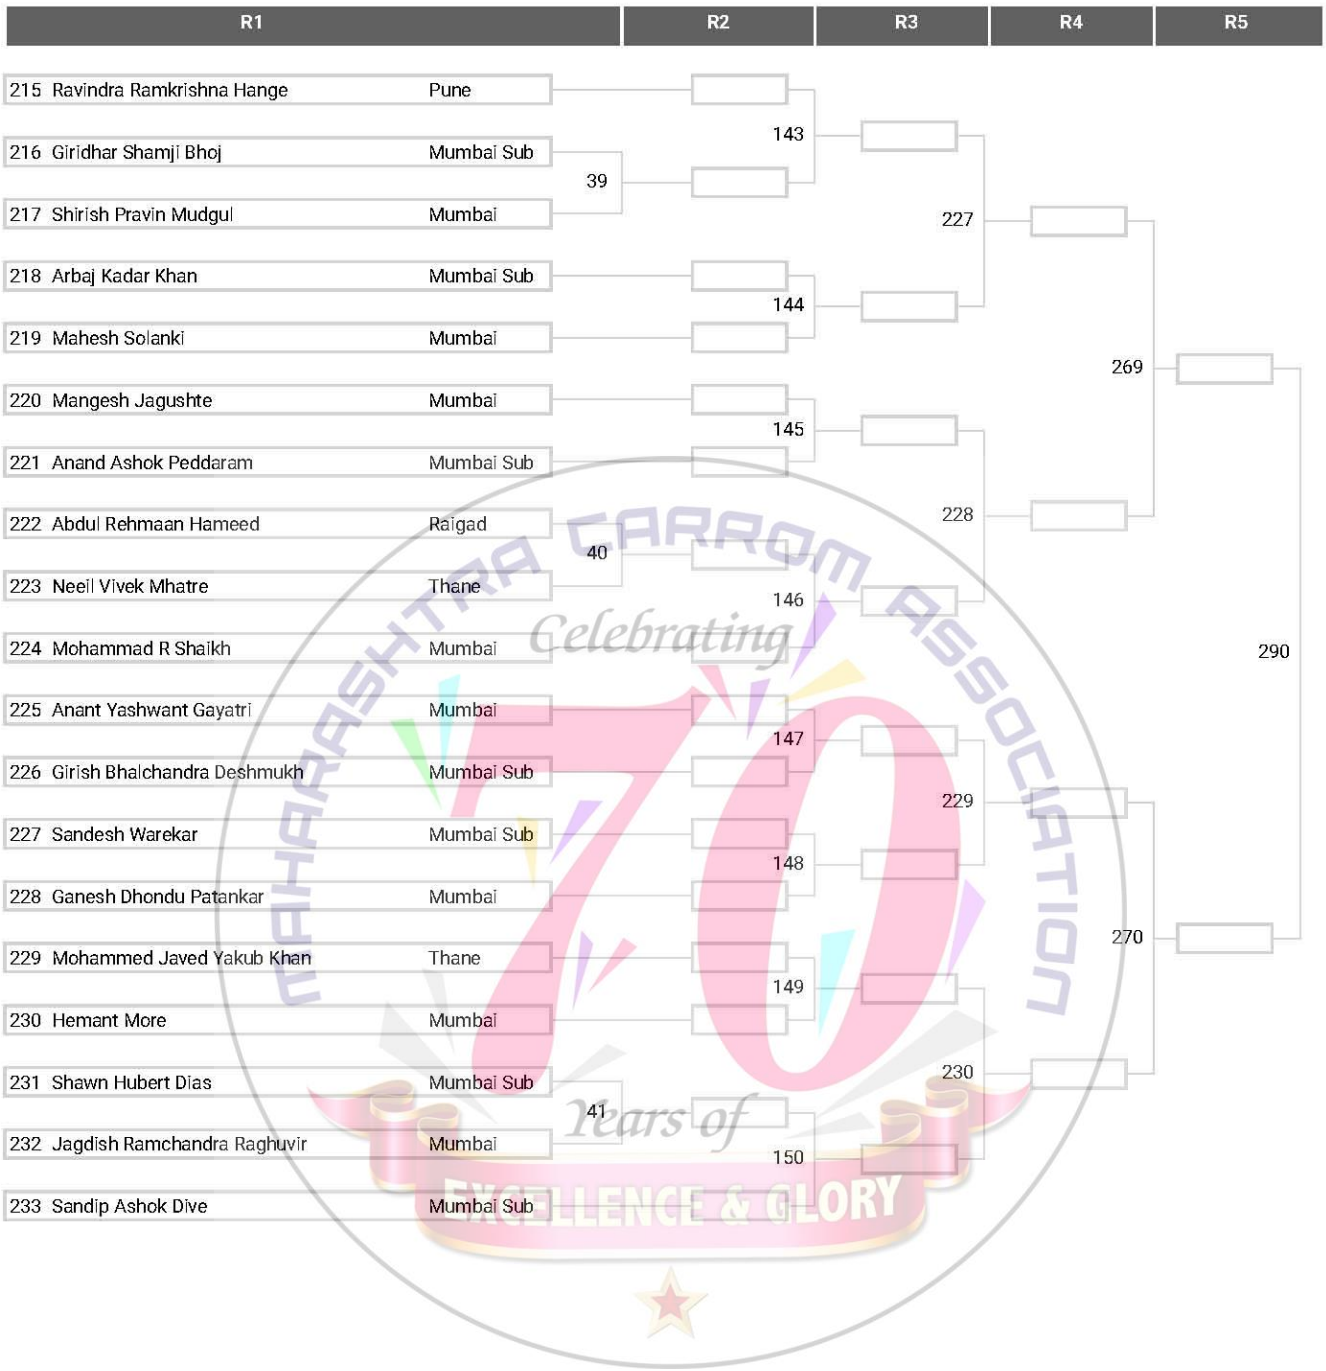 R1 R2 R3 R4 R5
215 Ravindra Ramkrishna Hange Pune
143
216 Giridhar Shamji Bhoj Mumbai Sub
39
217 Shirish Pravin Mudgul Mumbai
227
218 Arbaj Kadar Khan Mumbai Sub
144
219 Mahesh Solanki Mumbai
269
220 Mangesh Jagushte Mumbai
145
221 Anand Ashok Peddaram Mumbai Sub
228
222 Abdul Rehmaan Hameed Raigad
40
223 Neeil Vivek Mhatre Thane
146
224 Mohammad R Shaikh Mumbai
290
225 Anant Yashwant Gayatri Mumbai
147
226 Girish Bhalchandra Deshmukh Mumbai Sub
229
227 Sandesh Warekar Mumbai Sub
148
228 Ganesh Dhondu Patankar Mumbai
270
229 Mohammed Javed Yakub Khan Thane
149
230 Hemant More Mumbai
230
231 Shawn Hubert Dias Mumbai Sub
41
232 Jagdish Ramchandra Raghuvir Mumbai
150
233 Sandip Ashok Dive Mumbai Sub
MAHARASHTRA CARROM ASSOCIATION
Celebrating
70
Years of
EXCELLENCE & GLORY